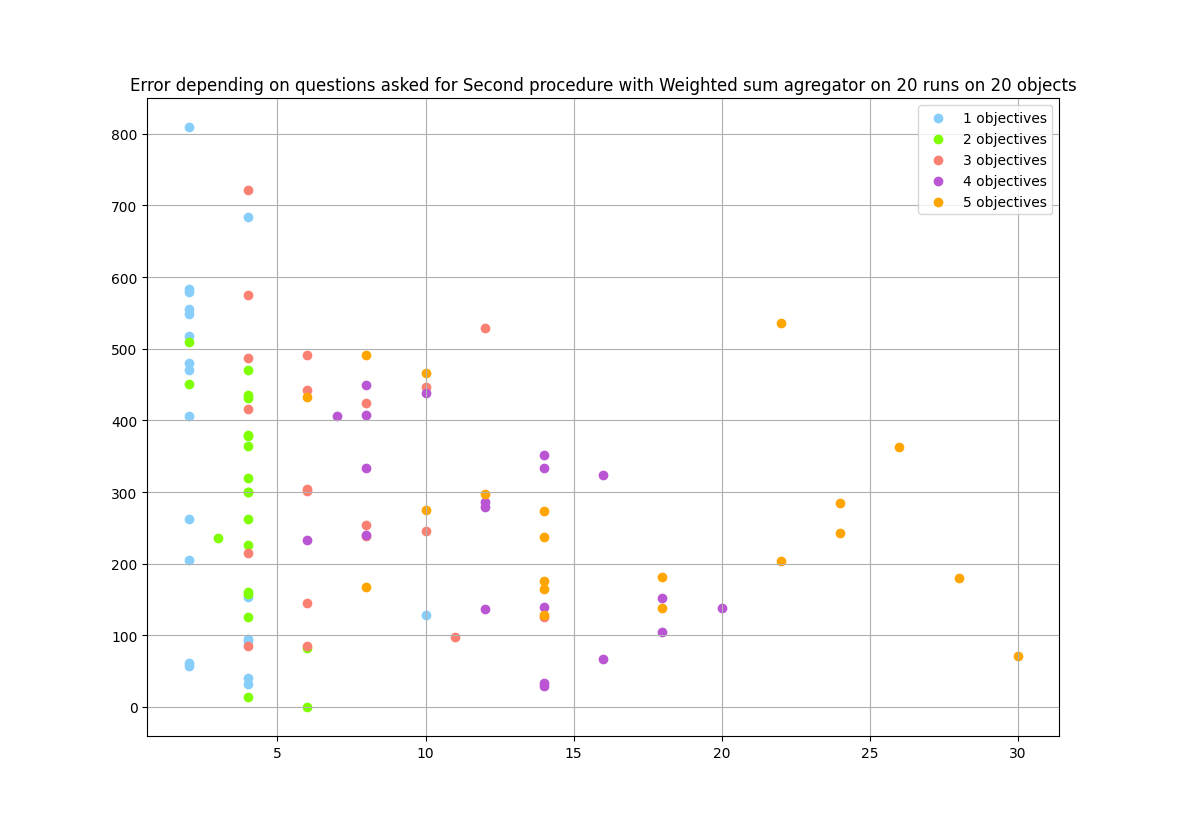 Error depending on questions asked for Second procedure with Weighted sum agregator on 20 runs on 20 objects
1 objectives
2 objectives
3 objectives
4 objectives
5 objectives
800
700
600
500
400
300
200
100
0
5 10 15 20 25 30